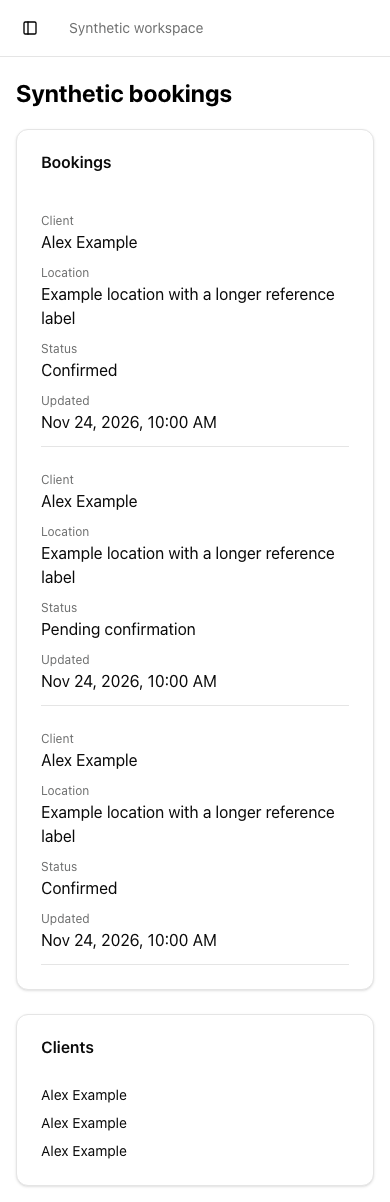 Synthetic workspace
Synthetic bookings
Bookings
Client
Alex Example
Location
Example location with a longer reference
label
Status
Confirmed
Updated
Nov 24, 2026, 10:00 AM
Client
Alex Example
Location
Example location with a longer reference
label
Status
Pending confirmation
Updated
Nov 24, 2026, 10:00 AM
Client
Alex Example
Location
Example location with a longer reference
label
Status
Confirmed
Updated
Nov 24, 2026, 10:00 AM
Clients
Alex Example
Alex Example
Alex Example